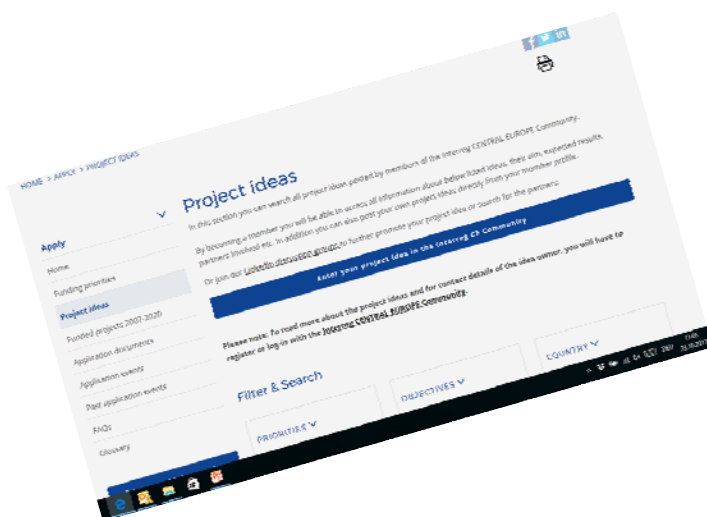 HOME > APPLY > PROJECT IDEAS
Apply
Home
Funding priorities
Project ideas
Funded projects 2007-2020
Application documents
Application events
Post application events
FAQs
Glossary
Project ideas
In this section you can search all project ideas posted by members of the Interreg CENTRAL EUROPE Community.
By becoming a member you will be able to access all information about below listed ideas, their aim, expected results,
partners involved etc. In addition you can also post your own project ideas directly from your member profile.
Or join our LinkedIn discussion groups to further promote your project idea or search for the partners!
Enter your project idea in the Interreg CE Community
Please note: To read more about the project ideas and for contact details of the idea owner, you will have to
register or log-in with the Interreg CENTRAL EUROPE Community.
Filter & Search
PRIORITIES
OBJECTIVES
COUNTRY